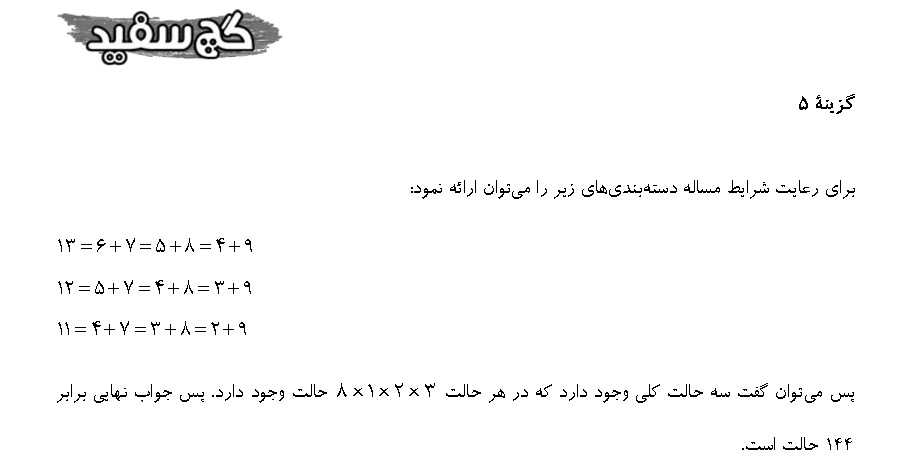 گچ سفید
گزینهٔ ۵
برای رعایت شرایط مساله دسته‌بندی‌های زیر را می‌توان ارائه نمود:
۱۳ = ۶ + ۷ = ۵ + ۸ = ۴ + ۹
۱۲ = ۵ + ۷ = ۴ + ۸ = ۳ + ۹
۱۱ = ۴ + ۷ = ۳ + ۸ = ۲ + ۹
پس می‌توان گفت سه حالت کلی وجود دارد که در هر حالت ۸ × ۱ × ۲ × ۳ حالت وجود دارد. پس جواب نهایی برابر
۱۴۴ حالت است.